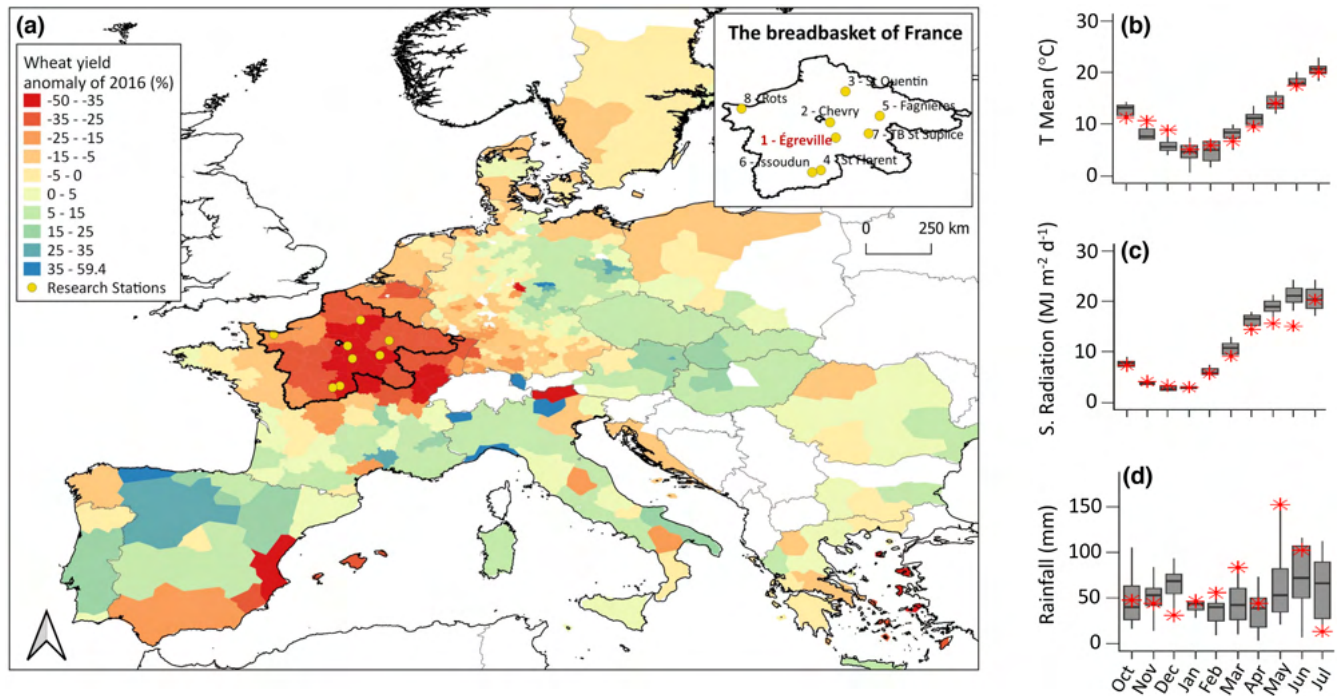 (a)
Wheat yield
anomaly of 2016 (%)
-50 - -35
-35 - -25
-25 - -15
-15 - -5
-5 - 0
0 - 5
5 - 15
15 - 25
25 - 35
35 - 59.4
Research Stations
The breadbasket of France
3 - St Quentin
8 - Rots
2 - Chevry
5 - Fagnières
1 - Égreville
7 - TB St Suplice
6 - Issoudun
4 - St Florent
0 250 km
(b)
T Mean (°C)
30
20
10
0
(c)
S. Radiation (MJ m-2 d-1)
30
20
10
0
(d)
Rainfall (mm)
150
100
50
0
Oct
Nov
Dec
Jan
Feb
Mar
Apr
May
Jun
Jul